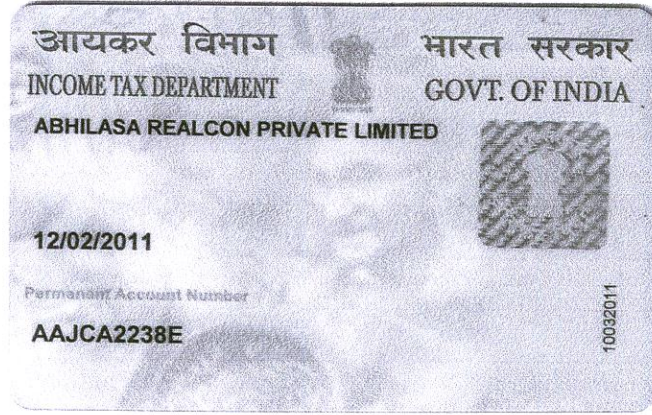 आयकर विभाग भारत सरकार
INCOME TAX DEPARTMENT GOVT. OF INDIA
ABHILASA REALCON PRIVATE LIMITED
12/02/2011
Permanent Account Number
AAJCA2238E
10032011